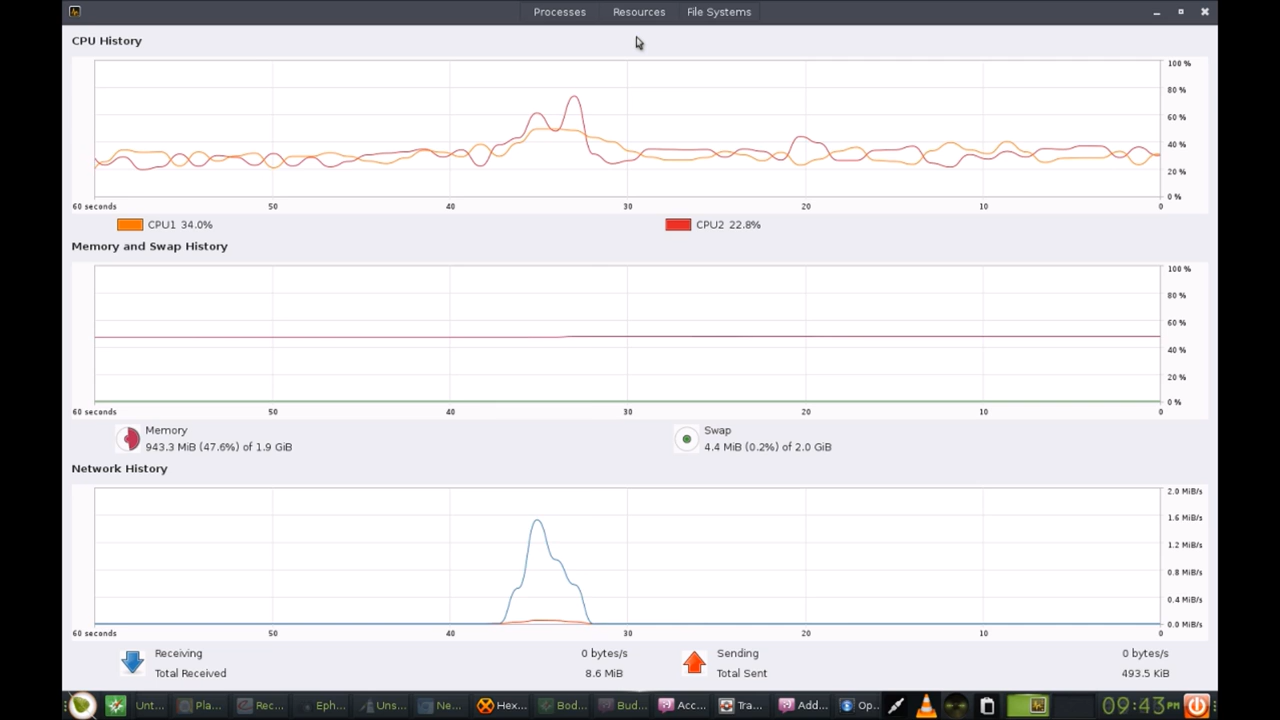 Processes Resources File Systems
CPU History
100 %
80 %
60 %
40 %
20 %
0 %
60 seconds 50 40 30 20 10 0
CPU1 34.0% CPU2 22.8%
Memory and Swap History
100 %
80 %
60 %
40 %
20 %
0 %
60 seconds 50 40 30 20 10 0
Memory Swap
943.3 MiB (47.6%) of 1.9 GiB 4.4 MiB (0.2%) of 2.0 GiB
Network History
2.0 MiB/s
1.6 MiB/s
1.2 MiB/s
0.8 MiB/s
0.4 MiB/s
0.0 MiB/s
60 seconds 50 40 30 20 10 0
Receiving 0 bytes/s Sending 0 bytes/s
Total Received 8.6 MiB Total Sent 493.5 KiB
Unt... Pla... Rec... Eph... Uns... Ne... Hex... Bod... Bud... Acc... Tra... Add... Op... 09:43 PM